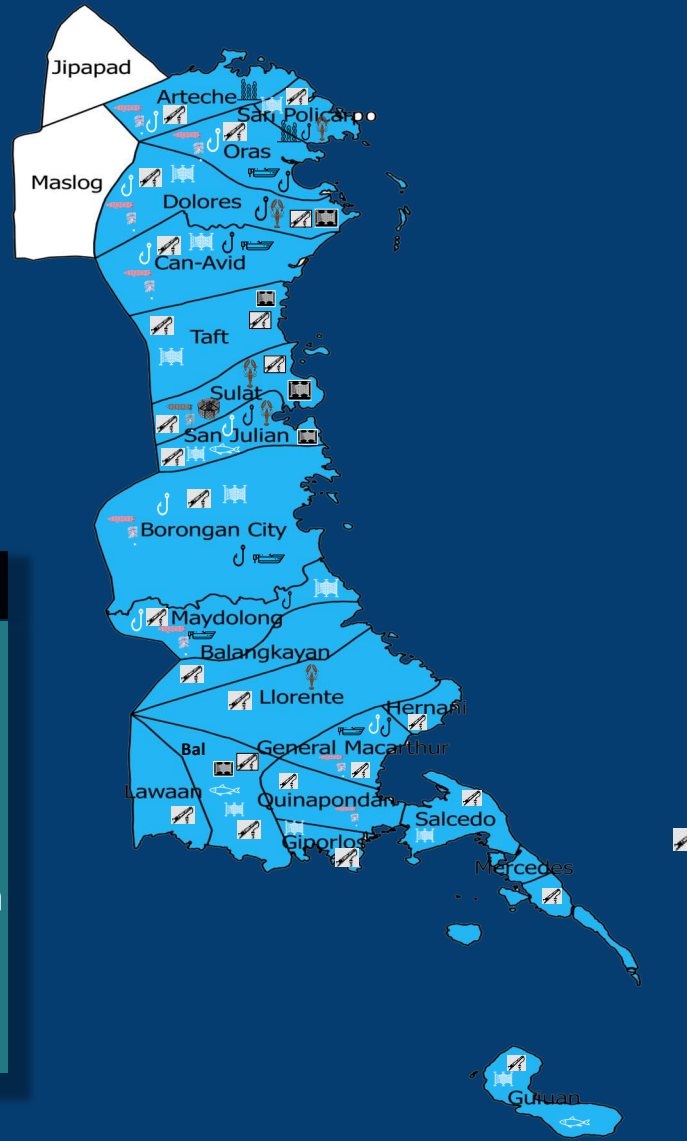 Jipapad
Arteche
San Policarpo
Oras
Maslog
Dolores
Can-Avid
Taft
Sulat
San Julian
Borongan City
Maydolong
Balangkayan
Llorente
Hernani
Bal
General Macarthur
Lawaan
Quinapondan
Salcedo
Giporlos
Mercedes
Guiuan